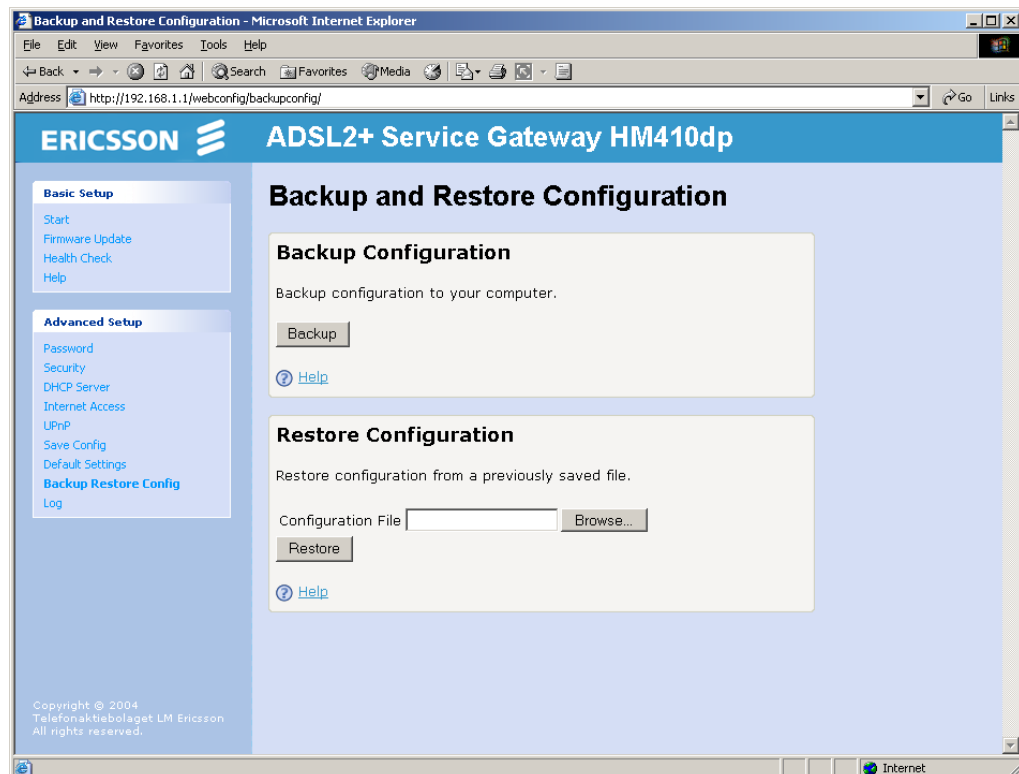 Backup and Restore Configuration - Microsoft Internet Explorer
File Edit View Favorites Tools Help
Back Search Favorites Media
Address http://192.168.1.1/webconfig/backupconfig/ Go Links
ERICSSON ADSL2+ Service Gateway HM410dp
Basic Setup
Start
Firmware Update
Health Check
Help
Advanced Setup
Password
Security
DHCP Server
Internet Access
UPnP
Save Config
Default Settings
Backup Restore Config
Log
Copyright © 2004
Telefonaktiebolaget LM Ericsson
All rights reserved.
Backup and Restore Configuration
Backup Configuration
Backup configuration to your computer.
Backup
? Help
Restore Configuration
Restore configuration from a previously saved file.
Configuration File Browse...
Restore
? Help
Internet